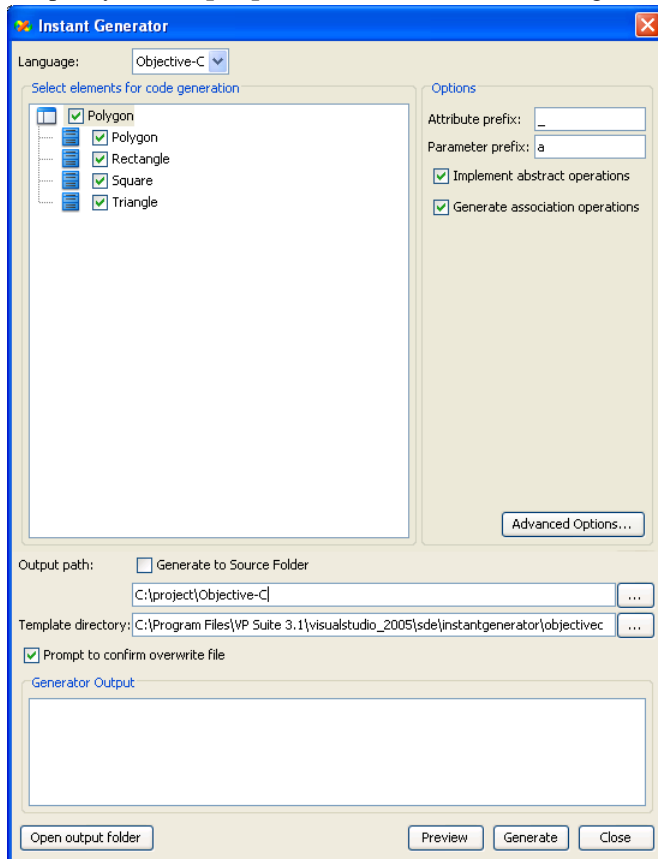 Instant Generator
Language: Objective-C
Select elements for code generation
Polygon
Polygon
Rectangle
Square
Triangle
Options
Attribute prefix: _
Parameter prefix: a
Implement abstract operations
Generate association operations
Advanced Options...
Output path: Generate to Source Folder
C:\project\Objective-C
...
Template directory: C:\Program Files\VP Suite 3.1\visualstudio_2005\sde\instantgenerator\objectivec
...
Prompt to confirm overwrite file
Generator Output
Open output folder Preview Generate Close